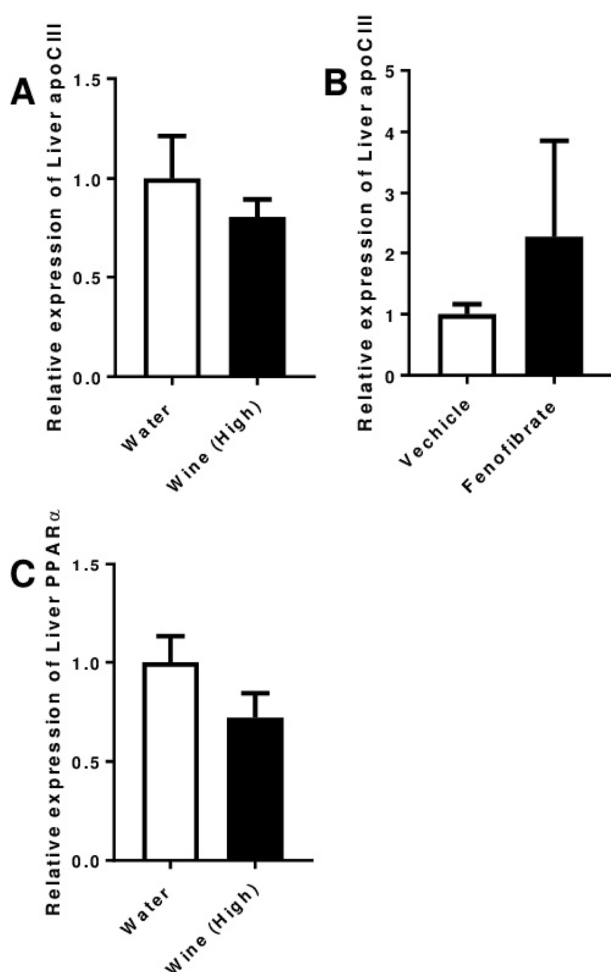 A
Relative expression of Liver apoCIII
1.5
1.0
0.5
0.0
Water
Wine (High)
B
Relative expression of Liver apoCIII
5
4
3
2
1
0
Vechicle
Fenofibrate
C
Relative expression of Liver PPARα
1.5
1.0
0.5
0.0
Water
Wine (High)